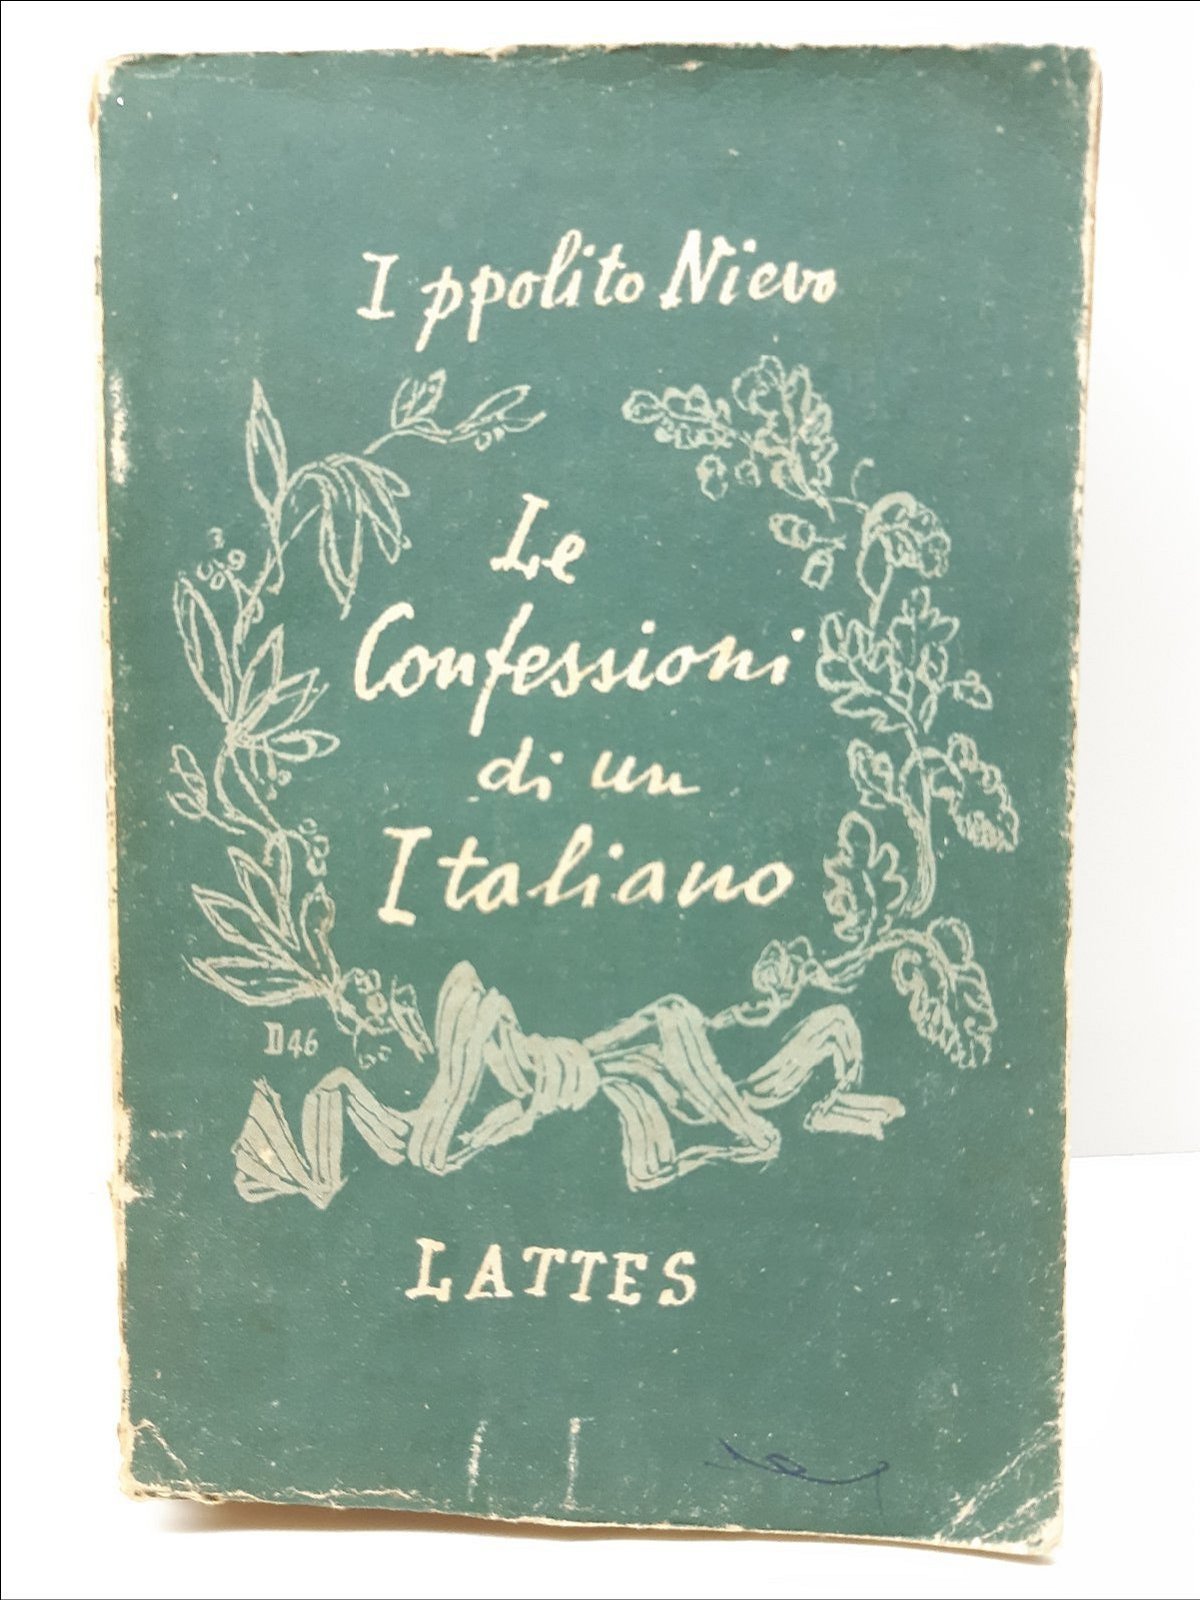 Ippolito Nievo
Le
Confessioni
di un
Italiano
D46
LATTES